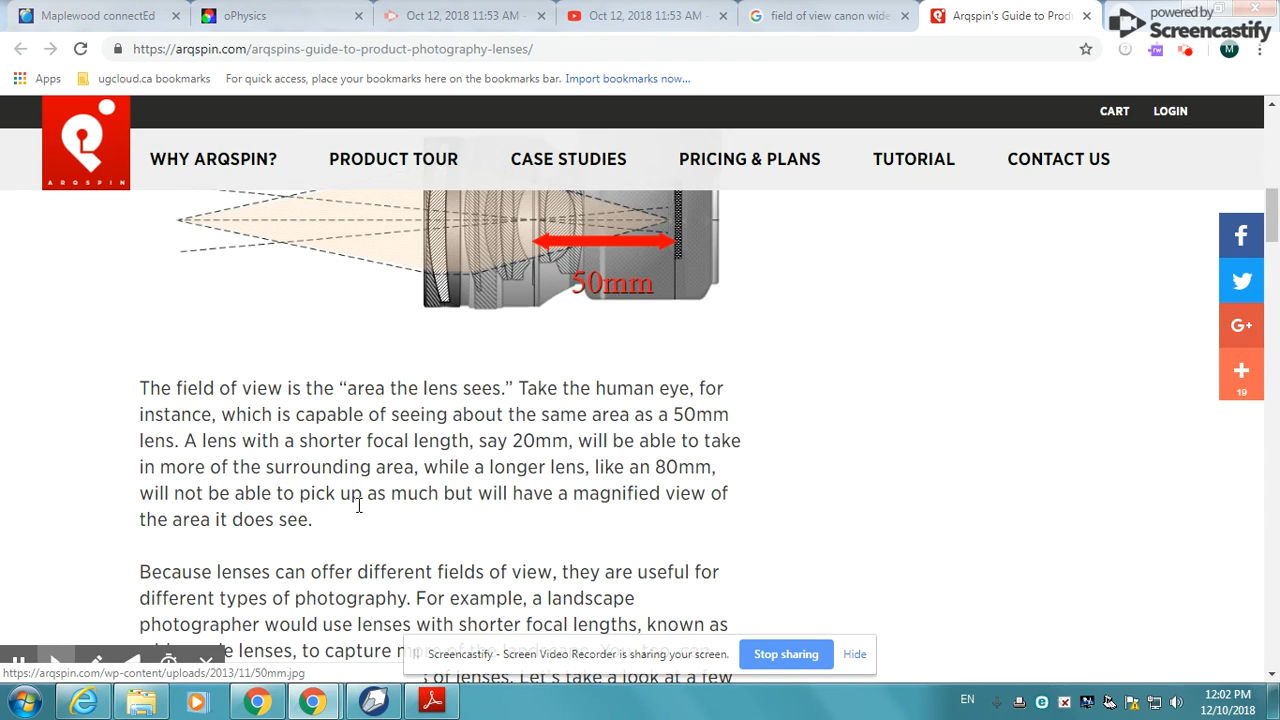 Maplewood connectEd
oPhysics
Oct 12, 2018 11:53 AM -
Oct 12, 2018 11:53 AM -
field of view canon wide
Arqspin's Guide to Prod
powered by
Screencastify
https://arqspin.com/arqspins-guide-to-product-photography-lenses/
M
Apps
ugcloud.ca bookmarks
For quick access, place your bookmarks here on the bookmarks bar. Import bookmarks now...
CART LOGIN
ARQSPIN
WHY ARQSPIN? PRODUCT TOUR CASE STUDIES PRICING & PLANS TUTORIAL CONTACT US
50mm
19
The field of view is the “area the lens sees.” Take the human eye, for
instance, which is capable of seeing about the same area as a 50mm
lens. A lens with a shorter focal length, say 20mm, will be able to take
in more of the surrounding area, while a longer lens, like an 80mm,
will not be able to pick up as much but will have a magnified view of
the area it does see.
Because lenses can offer different fields of view, they are useful for
different types of photography. For example, a landscape
photographer would use lenses with shorter focal lengths, known as
lenses, to capture
Screencastify - Screen Video Recorder is sharing your screen.
Stop sharing
Hide
of lenses. Let's take a look at a few
https://arqspin.com/wp-content/uploads/2013/11/50mm.jpg
EN
12:02 PM
12/10/2018